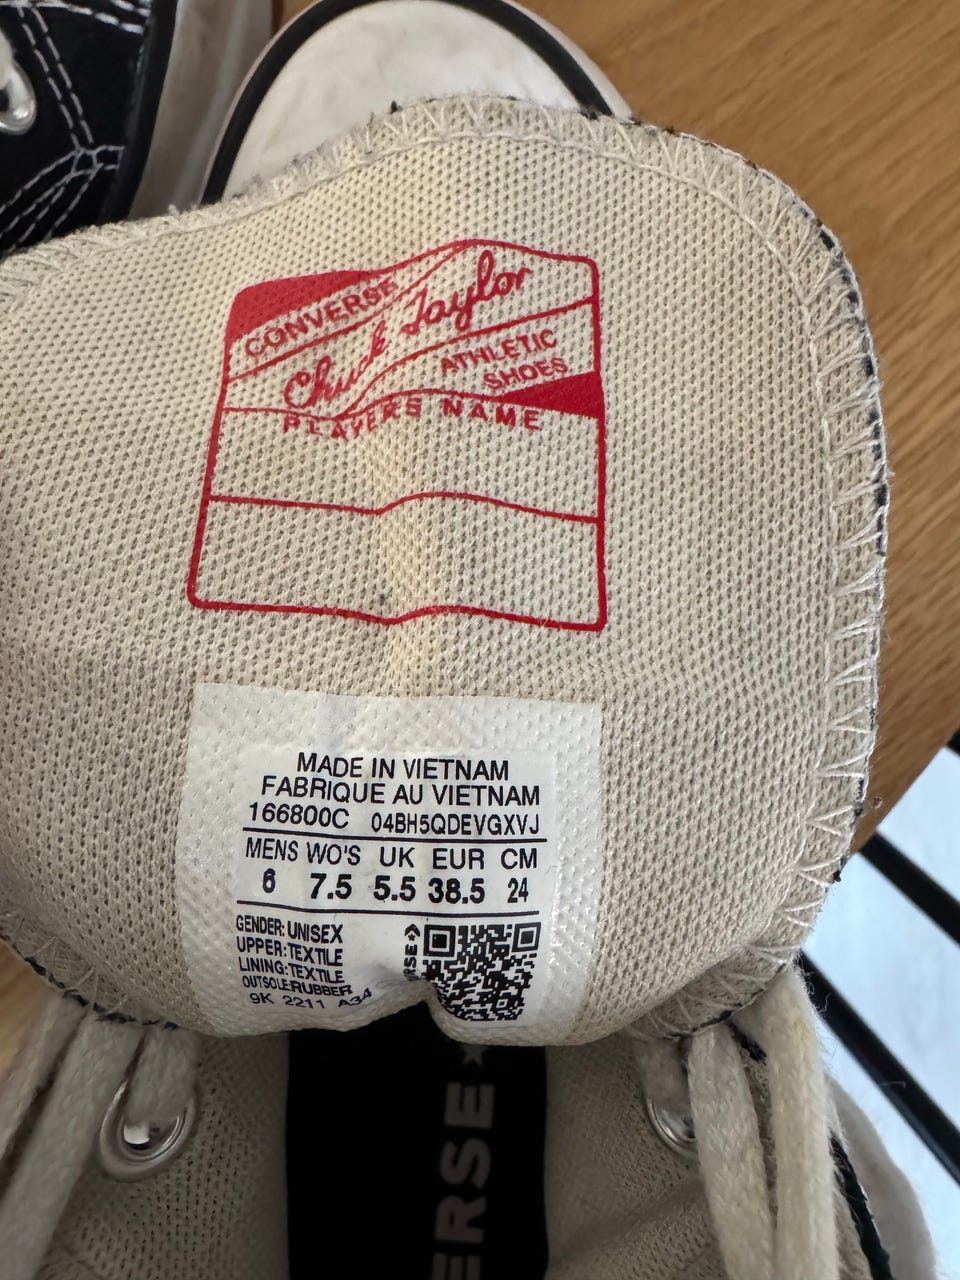 CONVERSE
Chuck Taylor
ATHLETIC
SHOES
PLAYERS NAME
MADE IN VIETNAM
FABRIQUE AU VIETNAM
166800C 04BH5QDEVGXVJ
MENS WO'S UK EUR CM
6 7.5 5.5 38.5 24
GENDER: UNISEX
UPPER: TEXTILE
LINING: TEXTILE
OUTSOLE: RUBBER
9K 2211 A34
RSE
ERSE